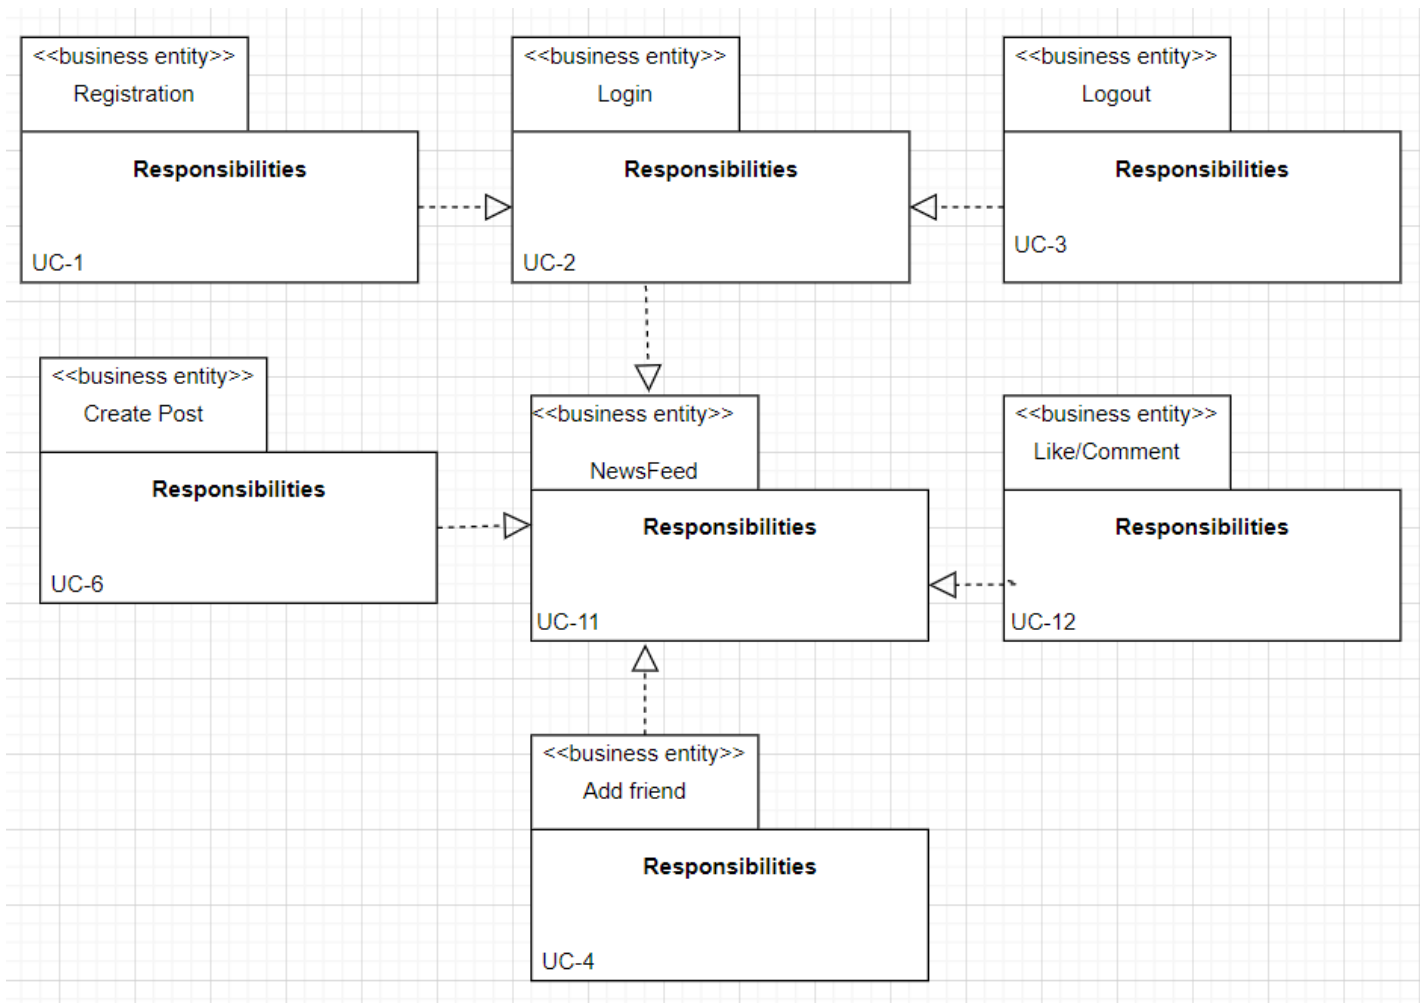 <<business entity>>
Registration
Responsibilities
UC-1
<<business entity>>
Login
Responsibilities
UC-2
<<business entity>>
Logout
Responsibilities
UC-3
<<business entity>>
Create Post
Responsibilities
UC-6
<<business entity>>
NewsFeed
Responsibilities
UC-11
<<business entity>>
Like/Comment
Responsibilities
UC-12
<<business entity>>
Add friend
Responsibilities
UC-4